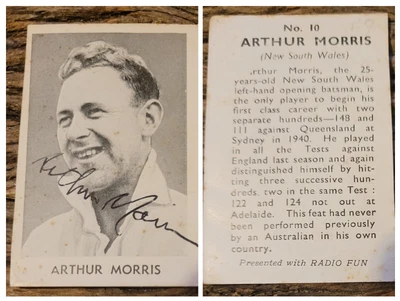 Arthur Morris
ARTHUR MORRIS
No. 10
ARTHUR MORRIS
(New South Wales)
rthur Morris, the 25-
years-old New South Wales
left-hand opening batsman, is
the only player to begin his
first class career with two
separate hundreds—148 and
111 against Queensland at
Sydney in 1940. He played
in all the Tests against
England last season and again
distinguished himself by hit-
ting three successive hun-
dreds, two in the same Test :
122 and 124 not out at
Adelaide. This feat had never
been performed previously
by an Australian in his own
country.
Presented with RADIO FUN